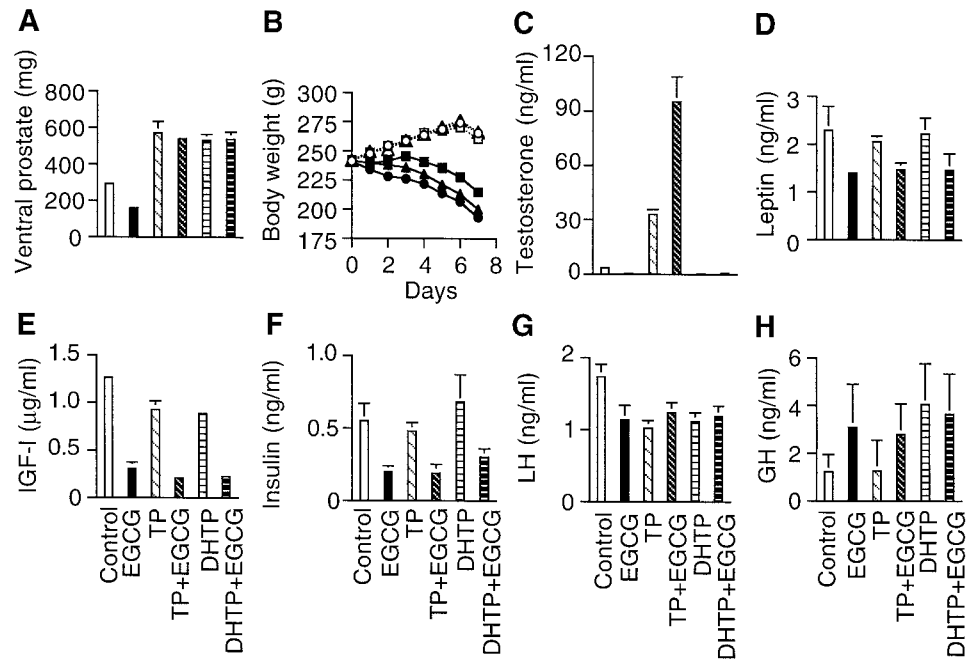 A
Ventral prostate (mg)
800
600
400
200
0
B
Body weight (g)
300
275
250
225
200
175
0 2 4 6 8
Days
C
Testosterone (ng/ml)
120
90
60
30
0
D
Leptin (ng/ml)
3
2
1
0
E
IGF-I (µg/ml)
1.5
1.0
0.5
0
Control
EGCG
TP
TP+EGCG
DHTP
DHTP+EGCG
F
Insulin (ng/ml)
1.0
0.5
0
Control
EGCG
TP
TP+EGCG
DHTP
DHTP+EGCG
G
LH (ng/ml)
2
1
0
Control
EGCG
TP
TP+EGCG
DHTP
DHTP+EGCG
H
GH (ng/ml)
6
4
2
0
Control
EGCG
TP
TP+EGCG
DHTP
DHTP+EGCG